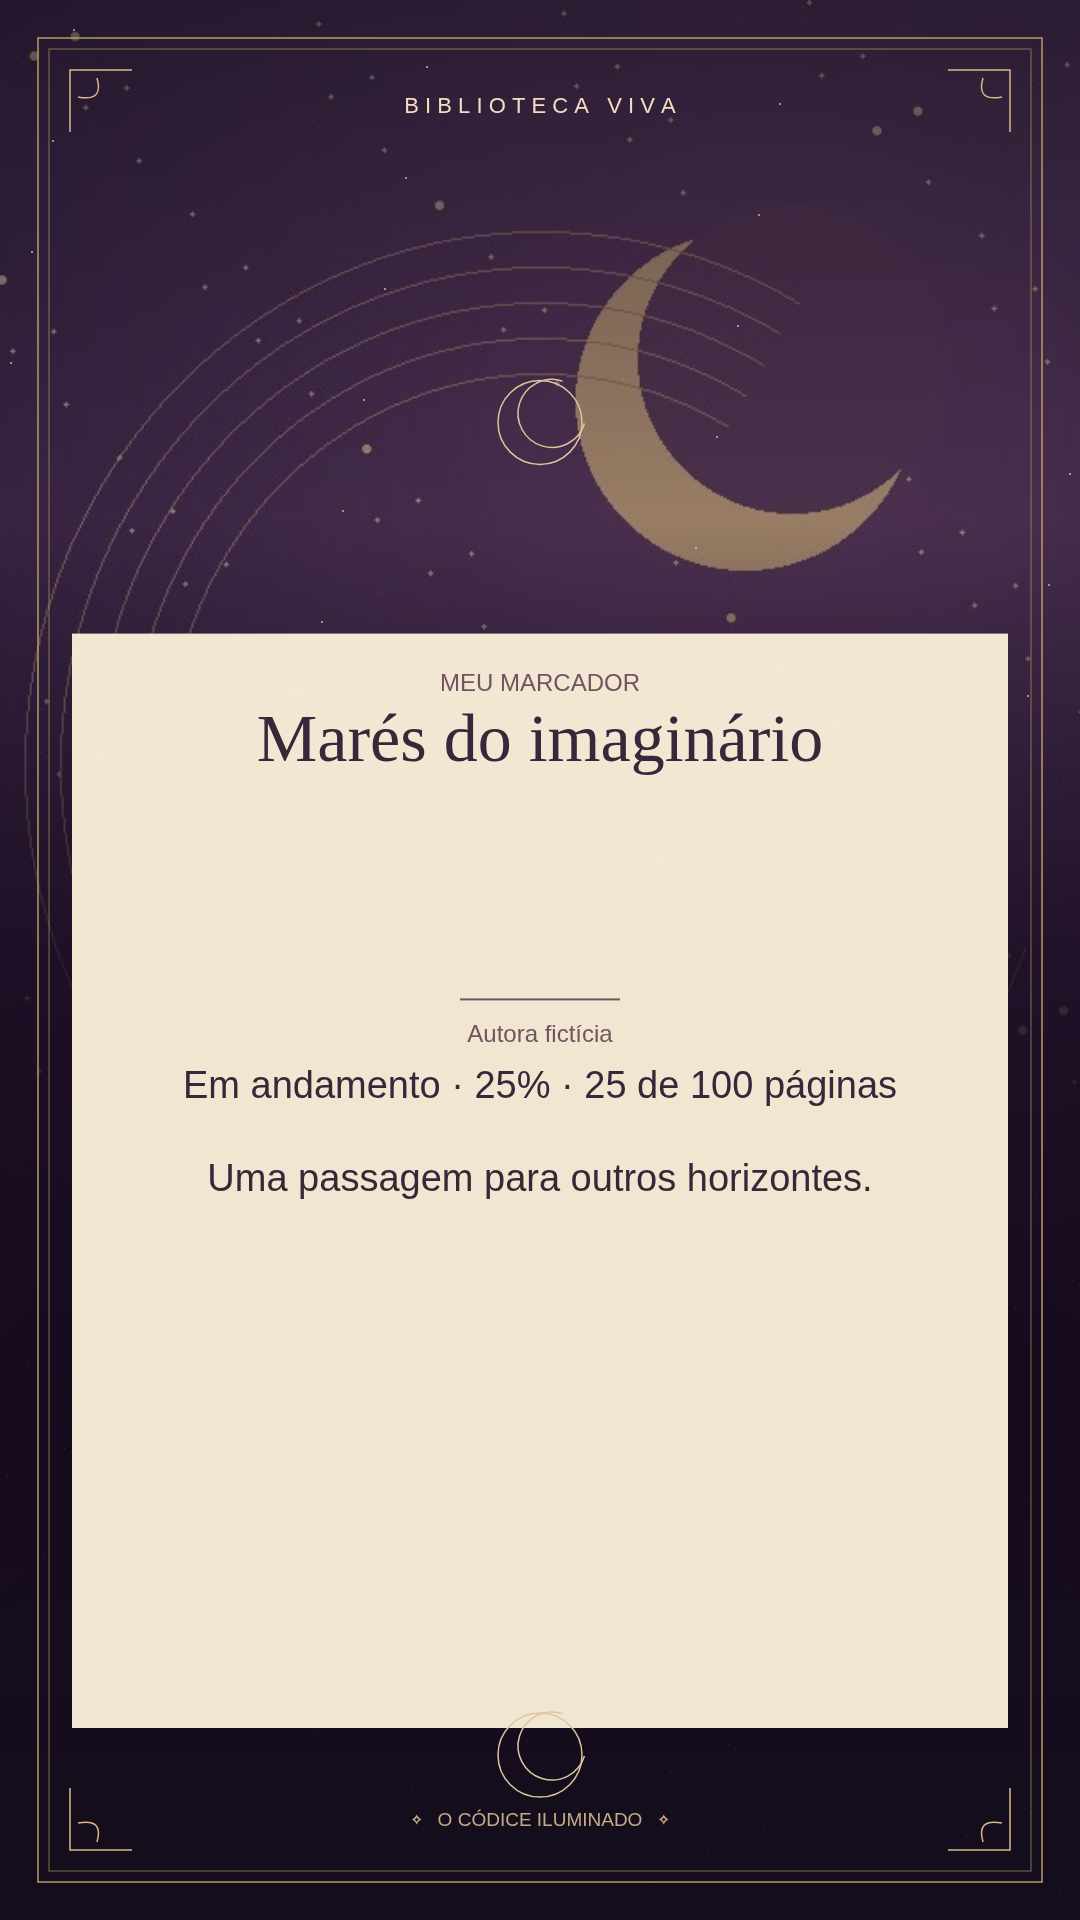 BIBLIOTECA VIVA
MEU MARCADOR
Marés do imaginário
Autora fictícia
Em andamento · 25% · 25 de 100 páginas
Uma passagem para outros horizontes.
✧ O CÓDICE ILUMINADO ✧